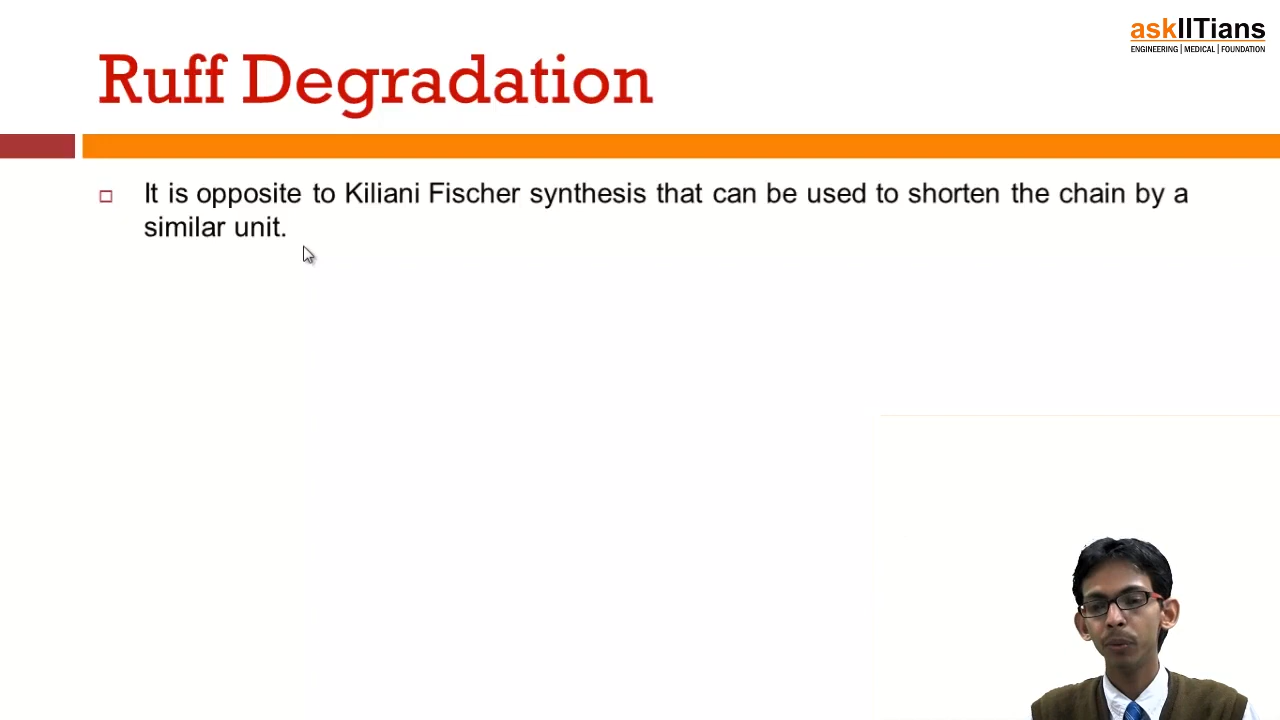 askIITians
ENGINEERING | MEDICAL | FOUNDATION
Ruff Degradation
It is opposite to Kiliani Fischer synthesis that can be used to shorten the chain by a
similar unit.